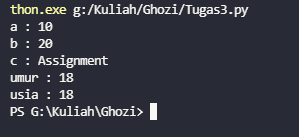 thon.exe g:/Kuliah/Ghozi/Tugas3.py
a : 10
b : 20
c : Assignment
umur : 18
usia : 18
PS G:\Kuliah\Ghozi>